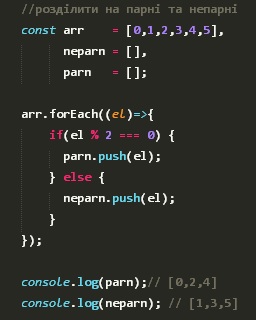 //розділити на парні та непарні
const arr    = [0,1,2,3,4,5],
      neparn = [],
      parn   = [];

arr.forEach((el)=>{
    if(el % 2 === 0) {
      parn.push(el);
    } else {
      neparn.push(el);
    }
});

console.log(parn);// [0,2,4]
console.log(neparn); // [1,3,5]